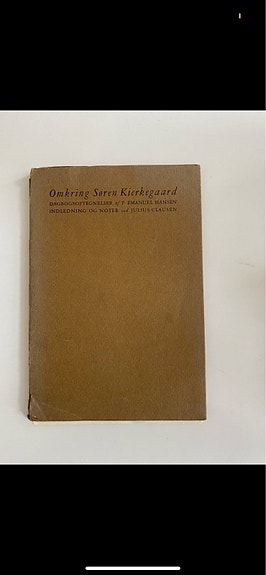 Omkring Søren Kierkegaard
DAGBOGSOPTEGNELSER af P. EMANUEL HANSEN
INDLEDNING OG NOTER ved JULIUS CLAUSEN